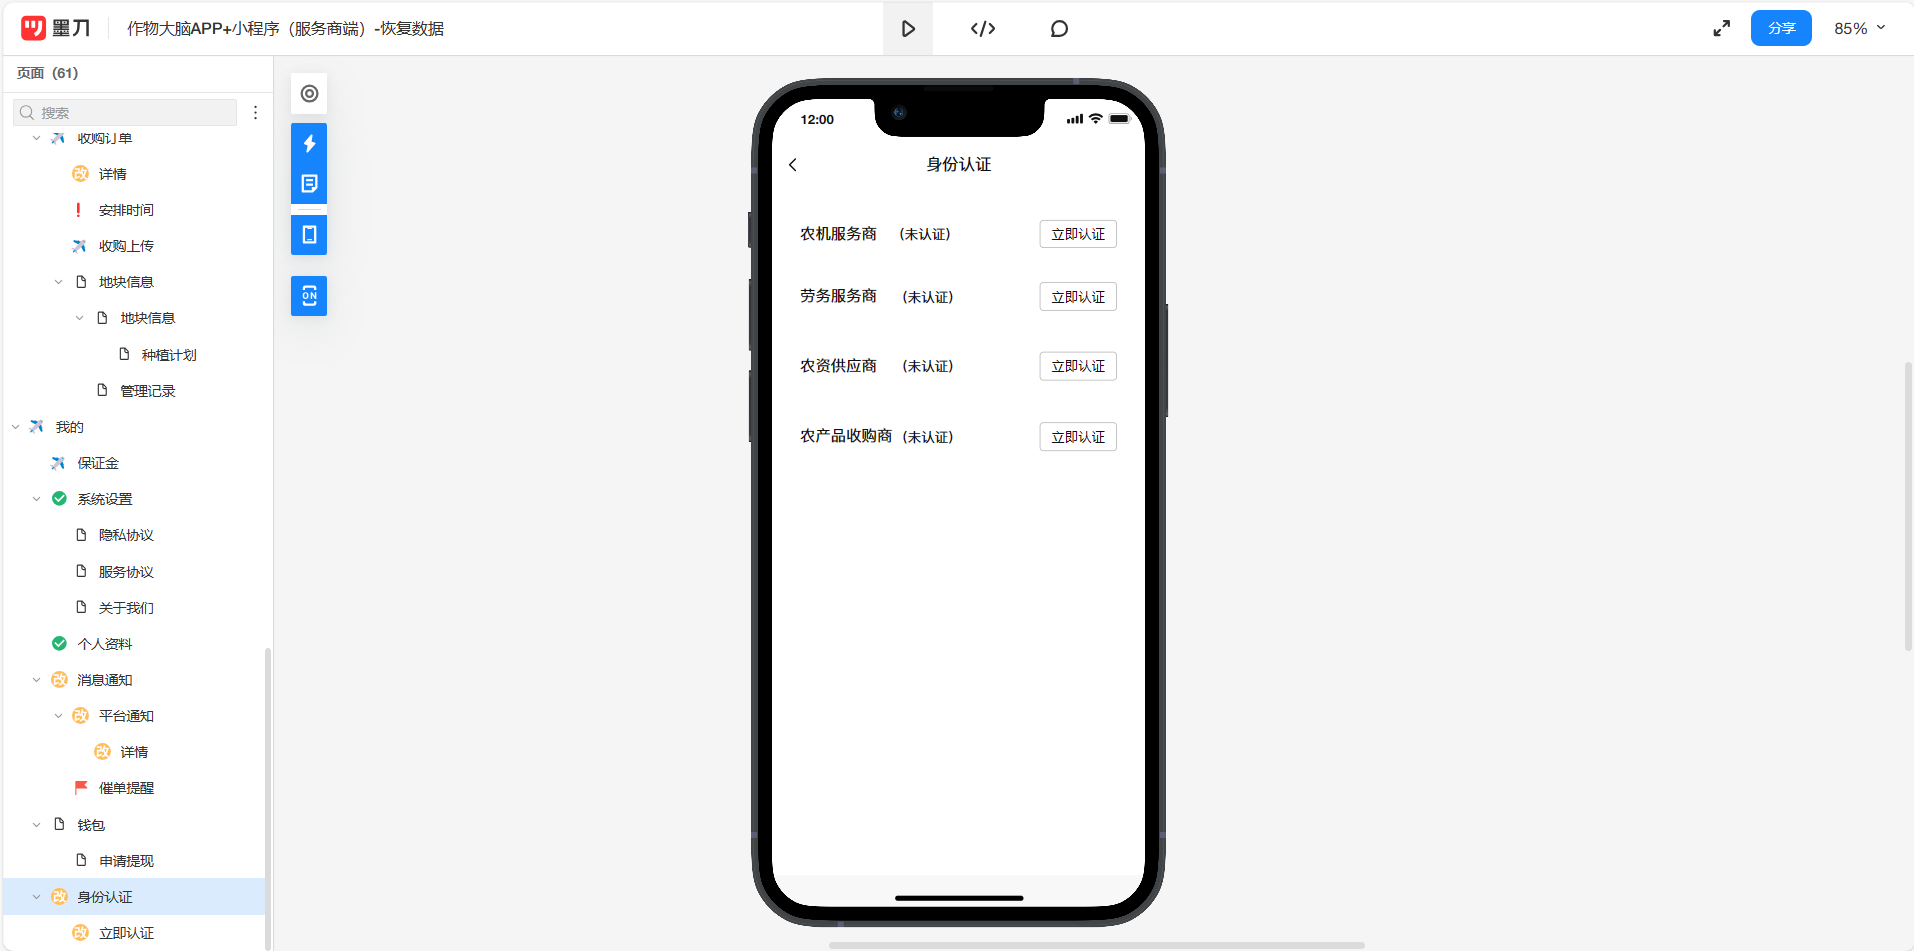 墨刀
作物大脑APP+小程序（服务商端）-恢复数据
分享
85%
页面（61）
搜索
收购订单
改 详情
安排时间
收购上传
地块信息
地块信息
种植计划
管理记录
我的
保证金
系统设置
隐私协议
服务协议
关于我们
个人资料
改 消息通知
改 平台通知
改 详情
催单提醒
钱包
申请提现
改 身份认证
改 立即认证
ON
12:00
身份认证
农机服务商 （未认证） 立即认证
劳务服务商 （未认证） 立即认证
农资供应商 （未认证） 立即认证
农产品收购商 （未认证） 立即认证